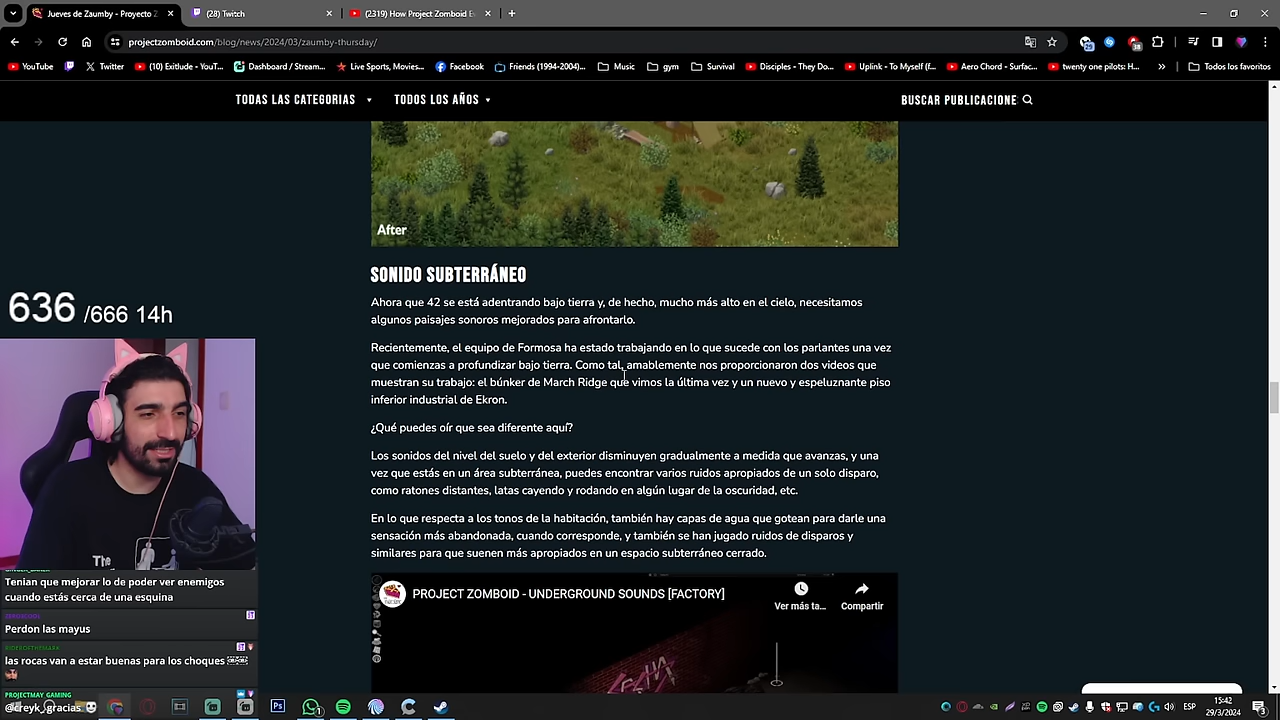 Jueves de Zaumby - Proyecto Z
(28) Twitch
(2319) How Project Zomboid E
projectzomboid.com/blog/news/2024/03/zaumby-thursday/
YouTube
Twitter
(10) Exitude - YouT...
Dashboard / Stream...
Live Sports, Movies...
Facebook
Friends (1994-2004)...
Music
gym
Survival
Disciples - They Do...
Uplink - To Myself (f...
Aero Chord - Surfac...
twenty one pilots: H...
Todos los favoritos
TODAS LAS CATEGORIAS
TODOS LOS AÑOS
BUSCAR PUBLICACIONE
After
SONIDO SUBTERRÁNEO
Ahora que 42 se está adentrando bajo tierra y, de hecho, mucho más alto en el cielo, necesitamos
algunos paisajes sonoros mejorados para afrontarlo.
Recientemente, el equipo de Formosa ha estado trabajando en lo que sucede con los parlantes una vez
que comienzas a profundizar bajo tierra. Como tal, amablemente nos proporcionaron dos videos que
muestran su trabajo: el búnker de March Ridge que vimos la última vez y un nuevo y espeluznante piso
inferior industrial de Ekron.
¿Qué puedes oír que sea diferente aquí?
Los sonidos del nivel del suelo y del exterior disminuyen gradualmente a medida que avanzas, y una
vez que estás en un área subterránea, puedes encontrar varios ruidos apropiados de un solo disparo,
como ratones distantes, latas cayendo y rodando en algún lugar de la oscuridad, etc.
En lo que respecta a los tonos de la habitación, también hay capas de agua que gotean para darle una
sensación más abandonada, cuando corresponde, y también se han jugado ruidos de disparos y
similares para que suenen más apropiados en un espacio subterráneo cerrado.
PROJECT ZOMBOID - UNDERGROUND SOUNDS [FACTORY]
Ver más ta...
Compartir
636 /666 14h
The
Tenian que mejorar lo de poder ver enemigos
cuando estás cerca de una esquina
Perdon las mayus
las rocas van a estar buenas para los choques
PROJECTMAY_GAMING
@creyk_gracias
ESP
15:42
29/3/2024